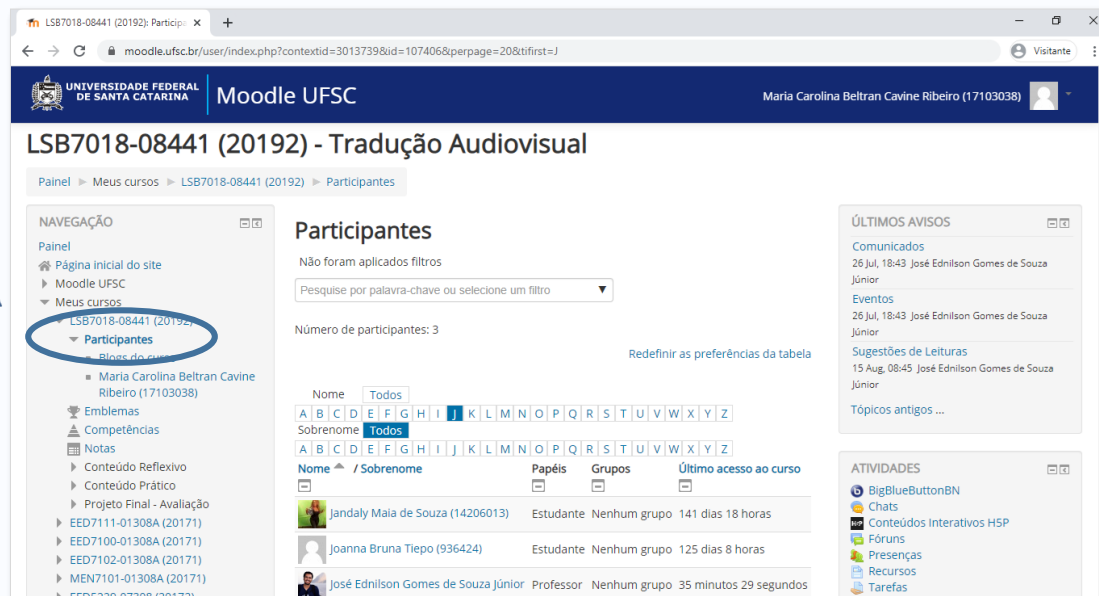 LSB7018-08441 (20192): Particip
moodle.ufsc.br/user/index.php?contextid=3013739&id=107406&perpage=20&tifirst=J
Visitante
UNIVERSIDADE FEDERAL
DE SANTA CATARINA
Moodle UFSC
Maria Carolina Beltran Cavine Ribeiro (17103038)
LSB7018-08441 (20192) - Tradução Audiovisual
Painel
Meus cursos
LSB7018-08441 (20192)
Participantes
NAVEGAÇÃO
Painel
Página inicial do site
Moodle UFSC
Meus cursos
LSB7018-08441 (20192)
Participantes
Blogs do curso
Maria Carolina Beltran Cavine
Ribeiro (17103038)
Emblemas
Competências
Notas
Conteúdo Reflexivo
Conteúdo Prático
Projeto Final - Avaliação
EED7111-01308A (20171)
EED7100-01308A (20171)
EED7102-01308A (20171)
MEN7101-01308A (20171)
Participantes
Não foram aplicados filtros
Pesquise por palavra-chave ou selecione um filtro
Número de participantes: 3
Redefinir as preferências da tabela
Nome Todos
A B C D E F G H I J K L M N O P Q R S T U V W X Y Z
Sobrenome Todos
A B C D E F G H I J K L M N O P Q R S T U V W X Y Z
Nome / Sobrenome Papéis Grupos Último acesso ao curso
Jandaly Maia de Souza (14206013) Estudante Nenhum grupo 141 dias 18 horas
Joanna Bruna Tiepo (936424) Estudante Nenhum grupo 125 dias 8 horas
José Ednilson Gomes de Souza Júnior Professor Nenhum grupo 35 minutos 29 segundos
ÚLTIMOS AVISOS
Comunicados
26 Jul, 18:43 José Ednilson Gomes de Souza
Júnior
Eventos
26 Jul, 18:43 José Ednilson Gomes de Souza
Júnior
Sugestões de Leituras
15 Aug, 08:45 José Ednilson Gomes de Souza
Júnior
Tópicos antigos ...
ATIVIDADES
BigBlueButtonBN
Chats
Conteúdos Interativos H5P
Fóruns
Presenças
Recursos
Tarefas